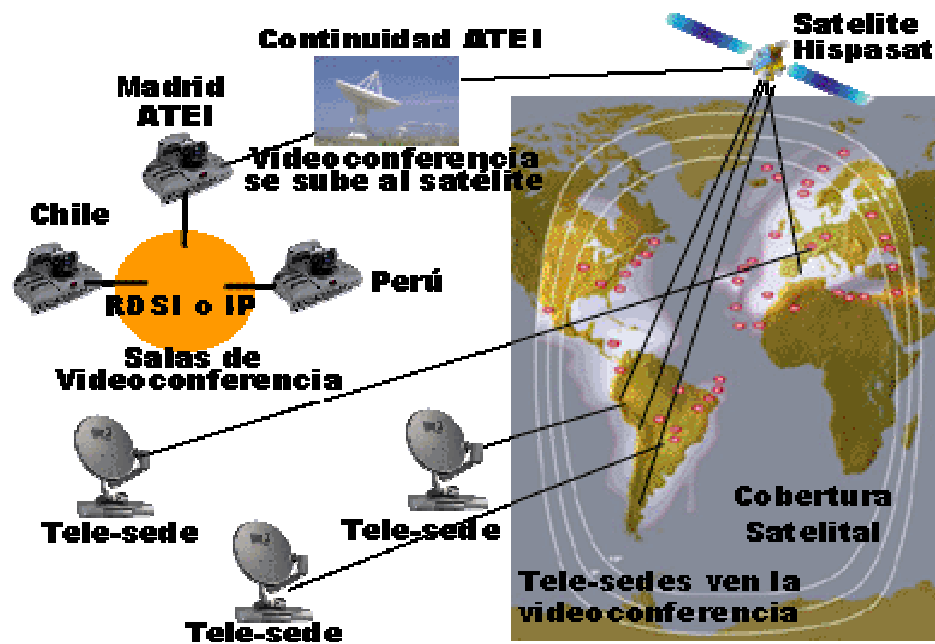 Satelite
Hispasat
Continuidad ATEI
Madrid
ATEI
Videoconferencia
se sube al satélite
Chile
Perú
RDSI o IP
Salas de
Videoconferencia
Tele-sede
Tele-sede
Tele-sede
Cobertura
Satelital
Tele-sedes ven la
videoconferencia